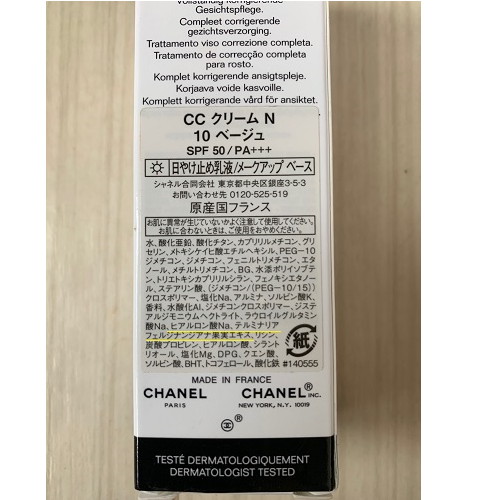 Vollständig korrigierende
Gesichtspflege.
Compleet corrigerende
gezichtsverzorging.
Trattamento viso correzione completa.
Tratamento de correcção completa
para rosto.
Komplet korrigerende ansigtspleje.
Korjaava voide kasvoille.
Komplett korrigerande vård för ansiktet.
CC クリーム N
10 ベージュ
SPF 50/PA+++
日やけ止め乳液/メークアップ ベース
シャネル合同会社 東京都中央区銀座3-5-3
お問い合わせ先 0120-525-519
原産国フランス
お肌に異常が生じていないかよく注意して使用してください。
お肌に合わないときは、ご使用をおやめください。
水、酸化亜鉛、酸化チタン、カプリリルメチコン、グリ
セリン、メトキシケイヒ酸エチルヘキシル、PEG-10
ジメチコン、ジメチコン、フェニルトリメチコン、エタ
ノール、メチルトリメチコン、BG、水添ポリイソブテ
ン、トリエトキシカプリリルシラン、フェノキシエタノ
ール、ステアリン酸、(ジメチコン/(PEG-10/15))
クロスポリマー、塩化Na、アルミナ、ソルビン酸K、
香料、水酸化Al、ジメチコンクロスポリマー、ジステ
アルジモニウムヘクトライト、ラウロイルグルタミン
酸Na、ヒアルロン酸Na、テルミナリア
フェルジナンジアナ果実エキス、リシン、
炭酸プロピレン、ヒアルロン酸、シラント
リオール、塩化Mg、DPG、クエン酸、
ソルビン酸、BHT、トコフェロール、酸化鉄 #140555
紙
MADE IN FRANCE
CHANEL CHANEL® INC.
PARIS NEW YORK, N.Y. 10019
®
TESTÉ DERMATOLOGIQUEMENT
DERMATOLOGIST TESTED